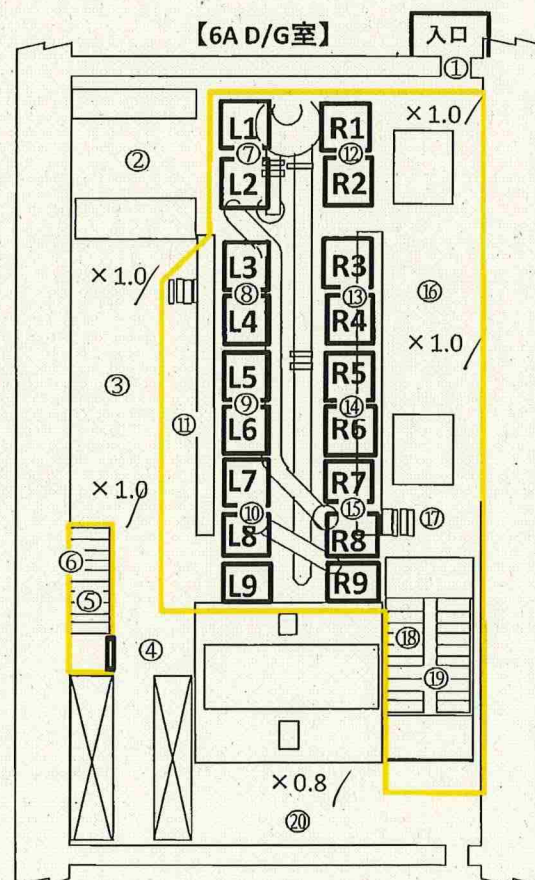 【6A D/G室】 入口
①
L1 R1 ×1.0
② ⑦ ⑫
L2 R2
L3 R3
×1.0 ⑧ ⑬ ⑯
L4 R4
×1.0
L5 R5
③ ⑨ ⑭
⑪ L6 R6
L7 R7
×1.0
⑩ ⑮ ⑰
L8 R8
⑥
L9 R9
⑤
④ ⑱
⑲
×0.8
⑳